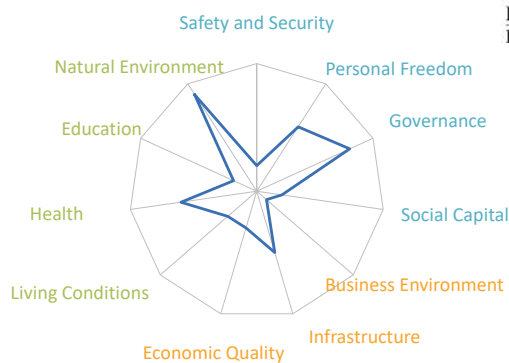 Safety and Security
Natural Environment
Personal Freedom
Education
Governance
Health
Social Capital
Living Conditions
Business Environment
Infrastructure
Economic Quality